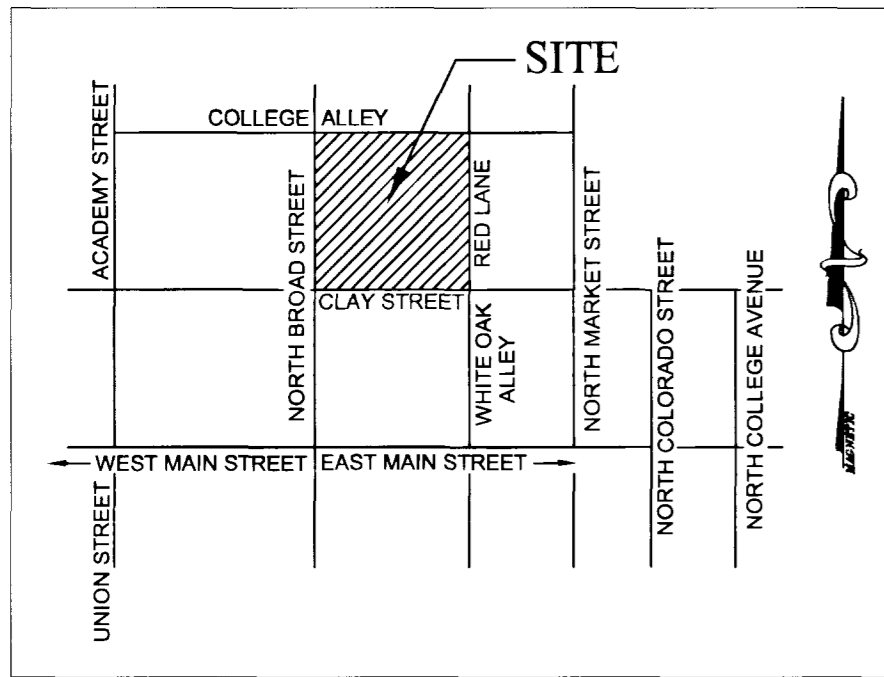 SITE
COLLEGE ALLEY
ACADEMY STREET
NORTH BROAD STREET
RED LANE
NORTH MARKET STREET
CLAY STREET
WHITE OAK
ALLEY
NORTH COLORADO STREET
NORTH COLLEGE AVENUE
MAGNETIC
WEST MAIN STREET
EAST MAIN STREET
UNION STREET